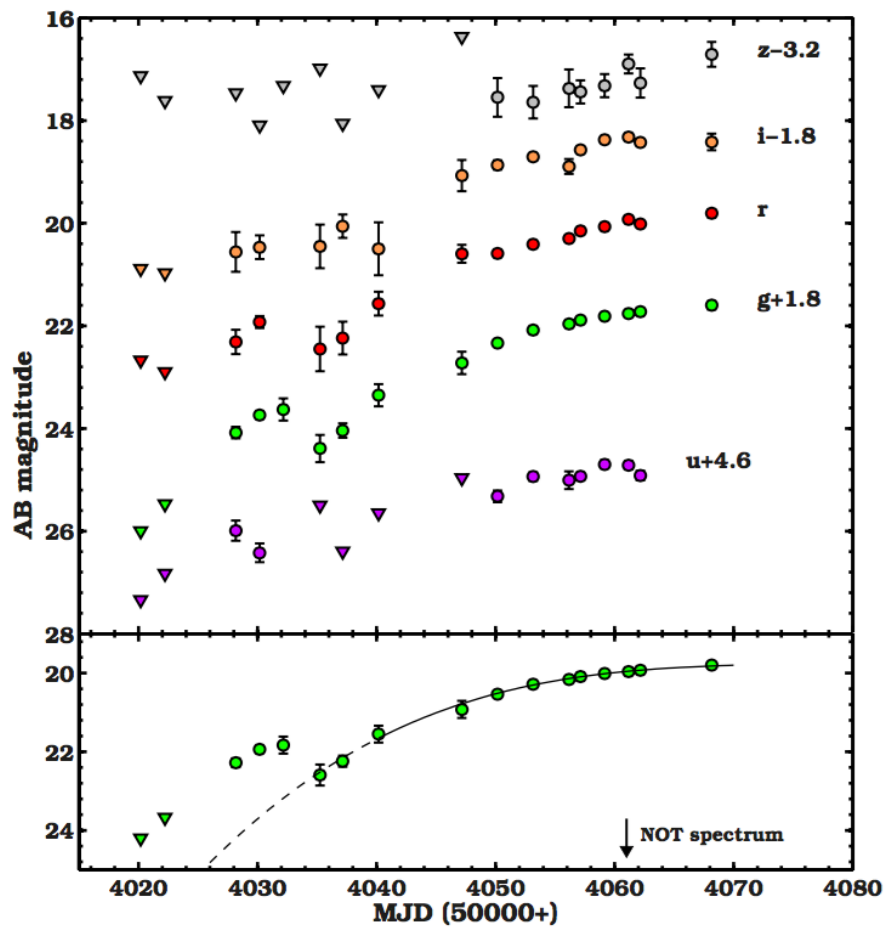 16
z−3.2
18
i−1.8
20
r
22
g+1.8
24
u+4.6
26
28
AB magnitude
20
22
24
NOT spectrum
4020 4030 4040 4050 4060 4070 4080
MJD (50000+)